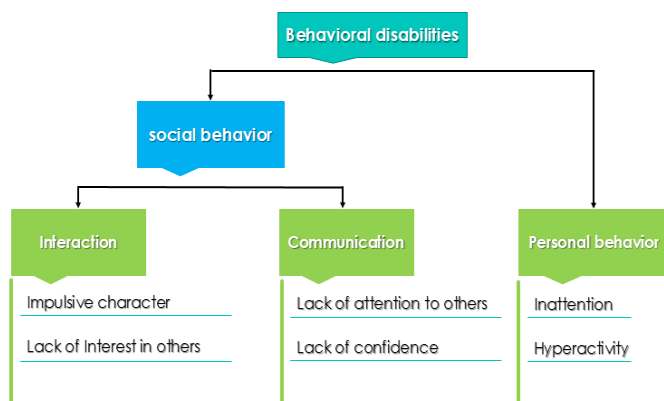 Behavioral disabilities
social behavior
Interaction
Communication
Personal behavior
Impulsive character
Lack of attention to others
Inattention
Lack of Interest in others
Lack of confidence
Hyperactivity